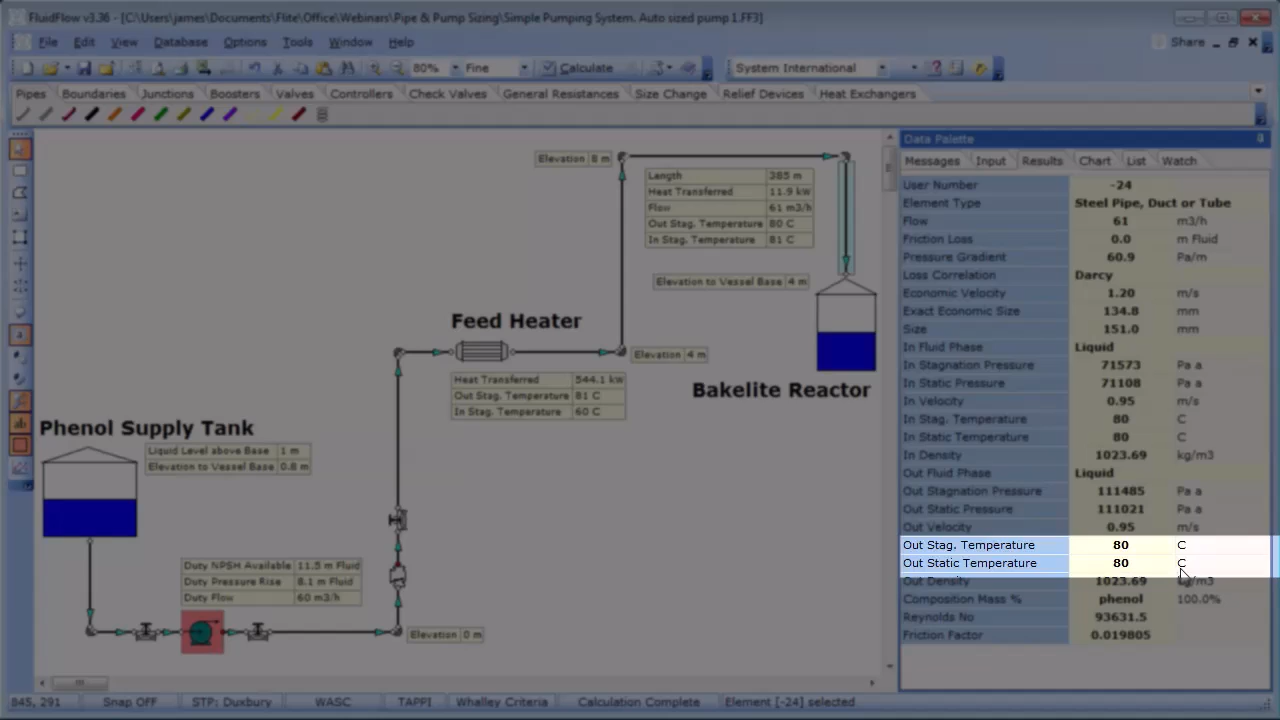 FluidFlow v3.36 - [C:\Users\james\Documents\Flite\Office\Webinars\Pipe & Pump Sizing\Simple Pumping System. Auto sized pump 1.FF3]
File Edit View Database Options Tools Window Help Share
80% Fine Calculate System International
Pipes Boundaries Junctions Boosters Valves Controllers Check Valves General Resistances Size Change Relief Devices Heat Exchangers
Elevation 8 m
Length 385 m
Heat Transferred 11.9 kW
Flow 61 m3/h
Out Stag. Temperature 80 C
In Stag. Temperature 81 C
Elevation to Vessel Base 4 m
Feed Heater
Elevation 4 m
Heat Transferred 544.1 kW
Out Stag. Temperature 81 C
In Stag. Temperature 60 C
Bakelite Reactor
Phenol Supply Tank
Liquid Level above Base 1 m
Elevation to Vessel Base 0.8 m
Duty NPSH Available 11.5 m Fluid
Duty Pressure Rise 8.1 m Fluid
Duty Flow 60 m3/h
Elevation 0 m
Data Palette
Messages Input Results Chart List Watch
User Number -24
Element Type Steel Pipe, Duct or Tube
Flow 61 m3/h
Friction Loss 0.0 m Fluid
Pressure Gradient 60.9 Pa/m
Loss Correlation Darcy
Economic Velocity 1.20 m/s
Exact Economic Size 134.8 mm
Size 151.0 mm
In Fluid Phase Liquid
In Stagnation Pressure 71573 Pa a
In Static Pressure 71108 Pa a
In Velocity 0.95 m/s
In Stag. Temperature 80 C
In Static Temperature 80 C
In Density 1023.69 kg/m3
Out Fluid Phase Liquid
Out Stagnation Pressure 111485 Pa a
Out Static Pressure 111021 Pa a
Out Velocity 0.95 m/s
Out Stag. Temperature 80 C
Out Static Temperature 80 C
Out Density 1023.69 kg/m3
Composition Mass % phenol 100.0%
Reynolds No 93631.5
Friction Factor 0.019805
845, 291 Snap OFF STP: Duxbury WASC TAPPI Whalley Criteria Calculation Complete Element [-24] selected